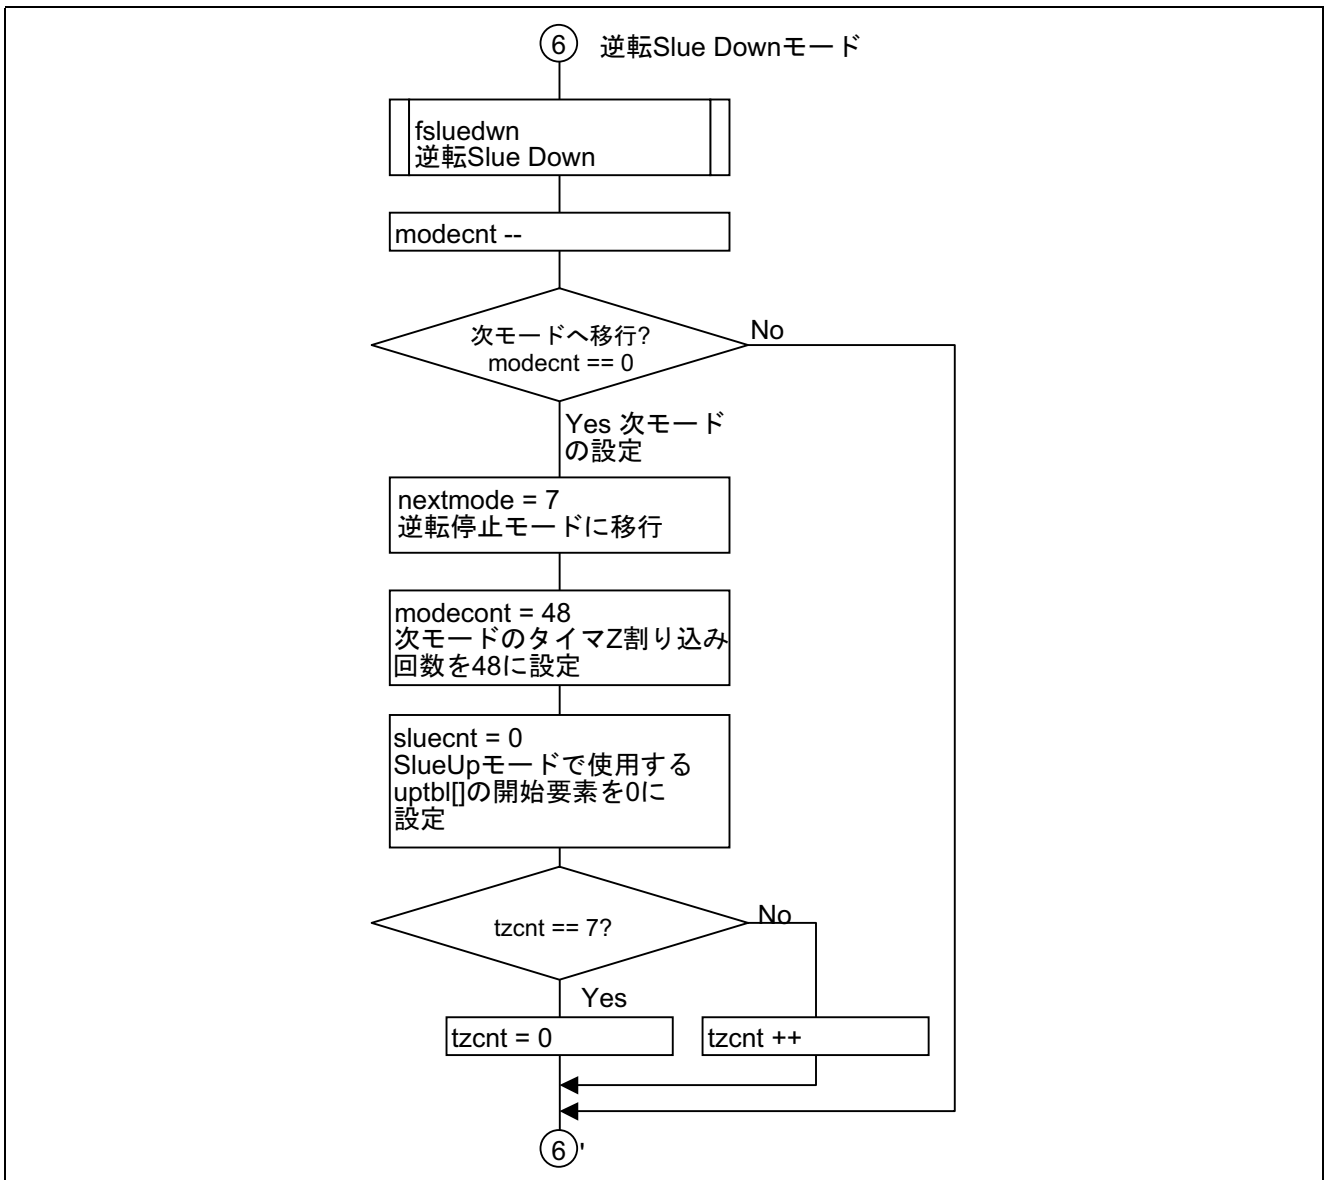 6 逆転Slue Downモード
fsluedwn
逆転Slue Down
modecnt --
次モードへ移行?
modecnt == 0
No
Yes 次モード
の設定
nextmode = 7
逆転停止モードに移行
modecont = 48
次モードのタイマZ割り込み
回数を48に設定
sluecnt = 0
SlueUpモードで使用する
uptbl[]の開始要素を0に
設定
tzcnt == 7?
No
Yes
tzcnt = 0
tzcnt ++
6'